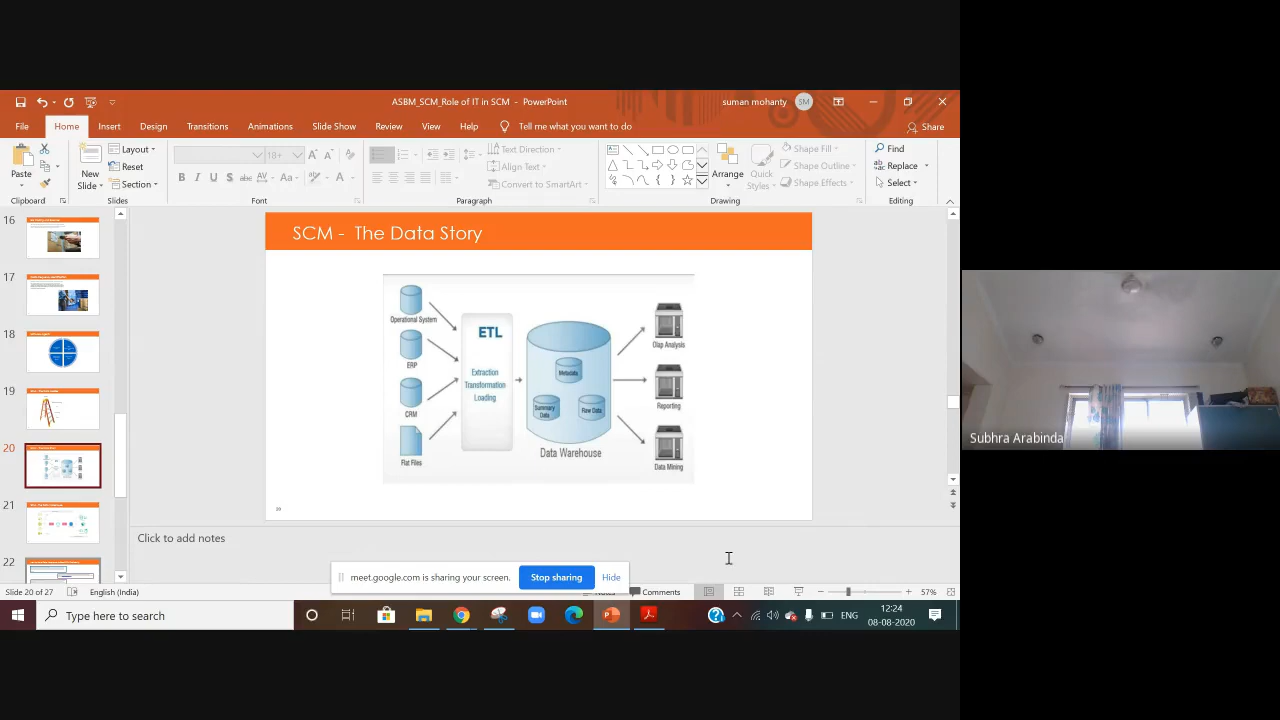 ASBM_SCM_Role of IT in SCM - PowerPoint
suman mohanty SM
File Home Insert Design Transitions Animations Slide Show Review View Help Tell me what you want to do Share
Paste
Clipboard
New
Slide
Layout
Reset
Section
Slides
18+
B I U S abc AV Aa A
Font
Text Direction
Align Text
Convert to SmartArt
Paragraph
Arrange
Quick
Styles
Shape Fill
Shape Outline
Shape Effects
Drawing
Find
Replace
Select
Editing
16
17
18
19
20
21
22
SCM - The Data Story
Operational System
ERP
CRM
Flat Files
ETL
Extraction
Transformation
Loading
Metadata
Summary
Data
Raw Data
Data Warehouse
Olap Analysis
Reporting
Data Mining
20
Click to add notes
meet.google.com is sharing your screen. Stop sharing Hide
Slide 20 of 27 English (India) Notes Comments 57%
Type here to search
ENG
12:24
08-08-2020
Subhra Arabinda